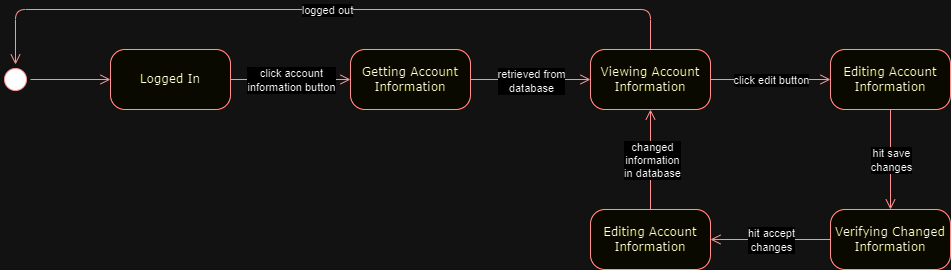 logged out
Logged In
click account
information button
Getting Account
Information
retrieved from
database
Viewing Account
Information
click edit button
Editing Account
Information
hit save
changes
changed
information
in database
Editing Account
Information
hit accept
changes
Verifying Changed
Information